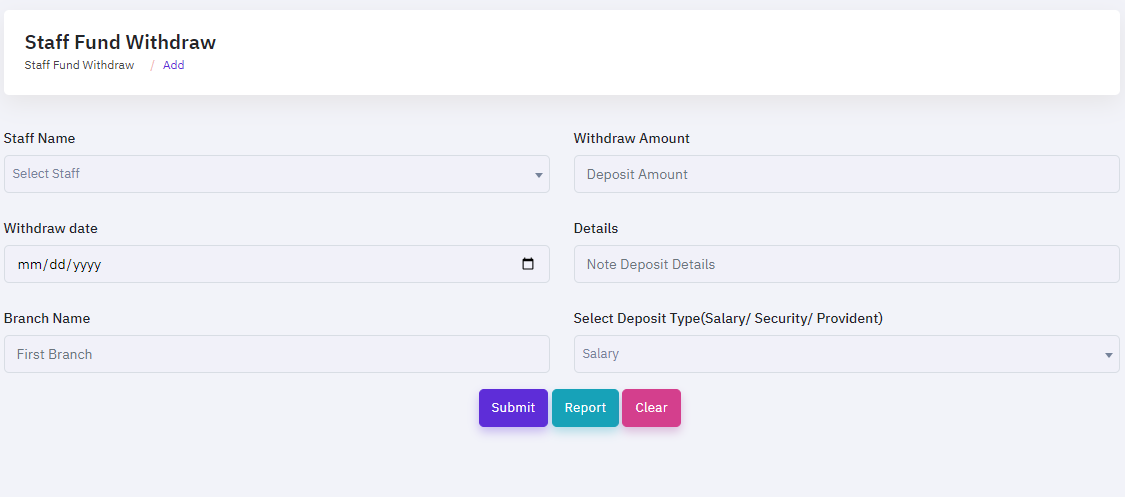 Staff Fund Withdraw
Staff Fund Withdraw / Add
Staff Name
Withdraw Amount
Select Staff
Deposit Amount
Withdraw date
Details
mm/dd/yyyy
Note Deposit Details
Branch Name
Select Deposit Type(Salary/ Security/ Provident)
First Branch
Salary
Submit
Report
Clear